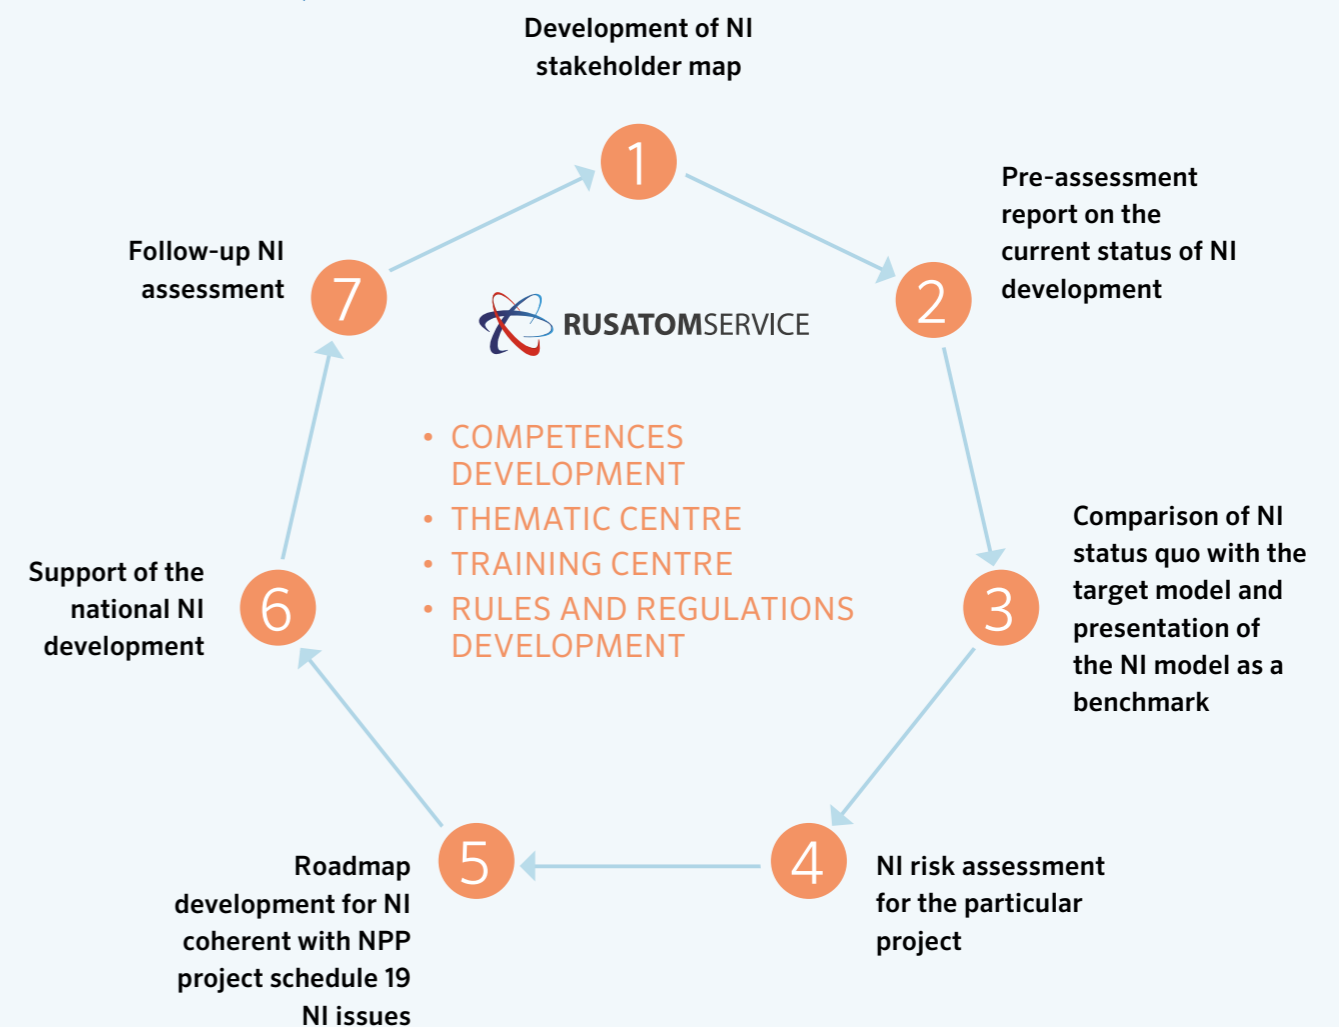 Development of NI
stakeholder map
1
Pre-assessment
report on the
current status of NI
development
2
Comparison of NI
status quo with the
target model and
presentation of
the NI model as a
benchmark
3
NI risk assessment
for the particular
project
4
Roadmap
development for NI
coherent with NPP
project schedule 19
NI issues
5
Support of the
national NI
development
6
Follow-up NI
assessment
7
RUSATOMSERVICE
• COMPETENCES
DEVELOPMENT
• THEMATIC CENTRE
• TRAINING CENTRE
• RULES AND REGULATIONS
DEVELOPMENT